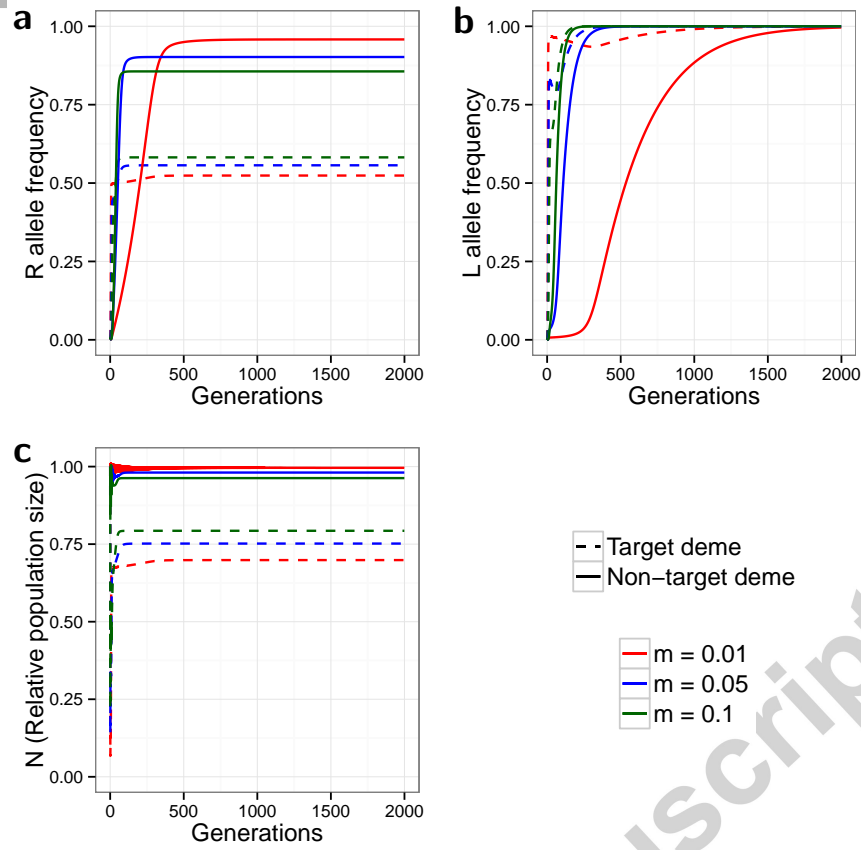 a
R allele frequency
1.00
0.75
0.50
0.25
0.00
0 500 1000 1500 2000
Generations
b
L allele frequency
1.00
0.75
0.50
0.25
0.00
0 500 1000 1500 2000
Generations
c
N (Relative population size)
1.00
0.75
0.50
0.25
0.00
0 500 1000 1500 2000
Generations
Target deme
Non−target deme
m = 0.01
m = 0.05
m = 0.1